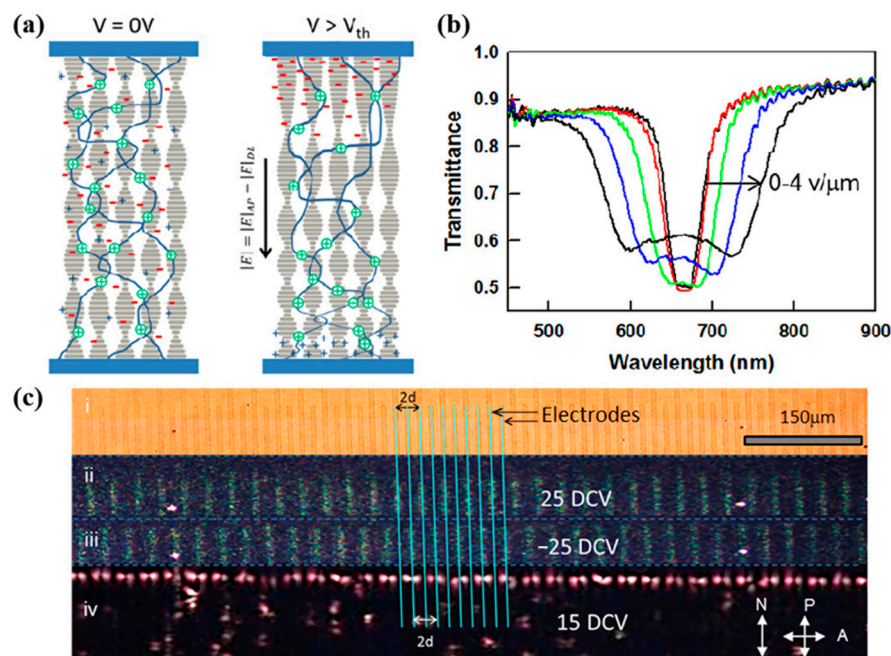 (a)
V = 0V
V > Vth
|E| = |E|AP − |E|DL
(b)
Transmittance
1.0
0.9
0.8
0.7
0.6
0.5
0-4 v/μm
500
600
700
800
900
Wavelength (nm)
(c)
i
2d
Electrodes
150μm
ii
25 DCV
iii
−25 DCV
iv
15 DCV
2d
N
P
A